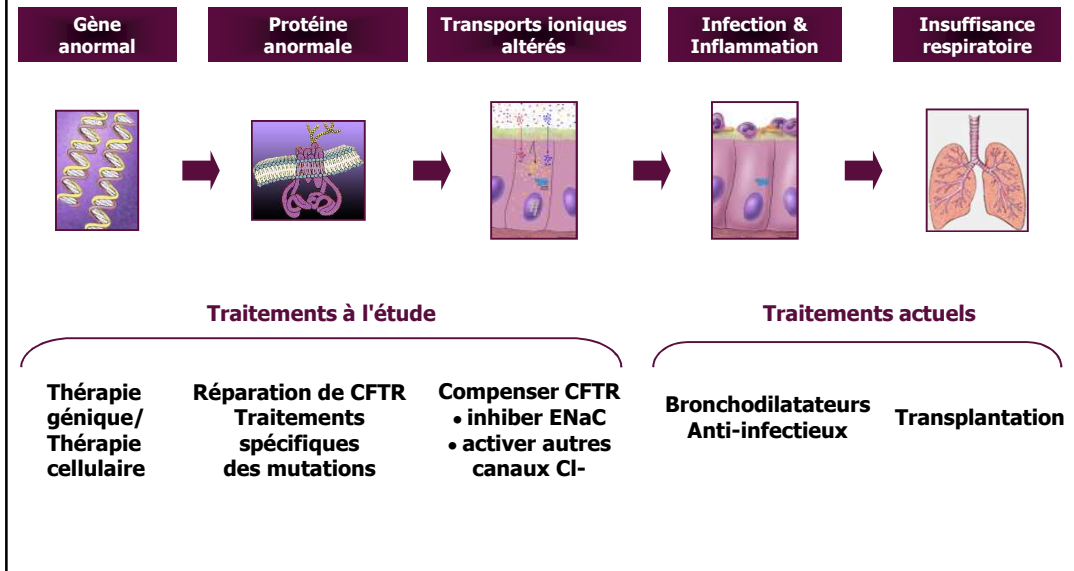 Gène
anormal
Protéine
anormale
Transports ioniques
altérés
Infection &
Inflammation
Insuffisance
respiratoire
Traitements à l'étude
Traitements actuels
Thérapie
génique/
Thérapie
cellulaire
Réparation de CFTR
Traitements
spécifiques
des mutations
Compenser CFTR
• inhiber ENaC
• activer autres
canaux Cl-
Bronchodilatateurs
Anti-infectieux
Transplantation